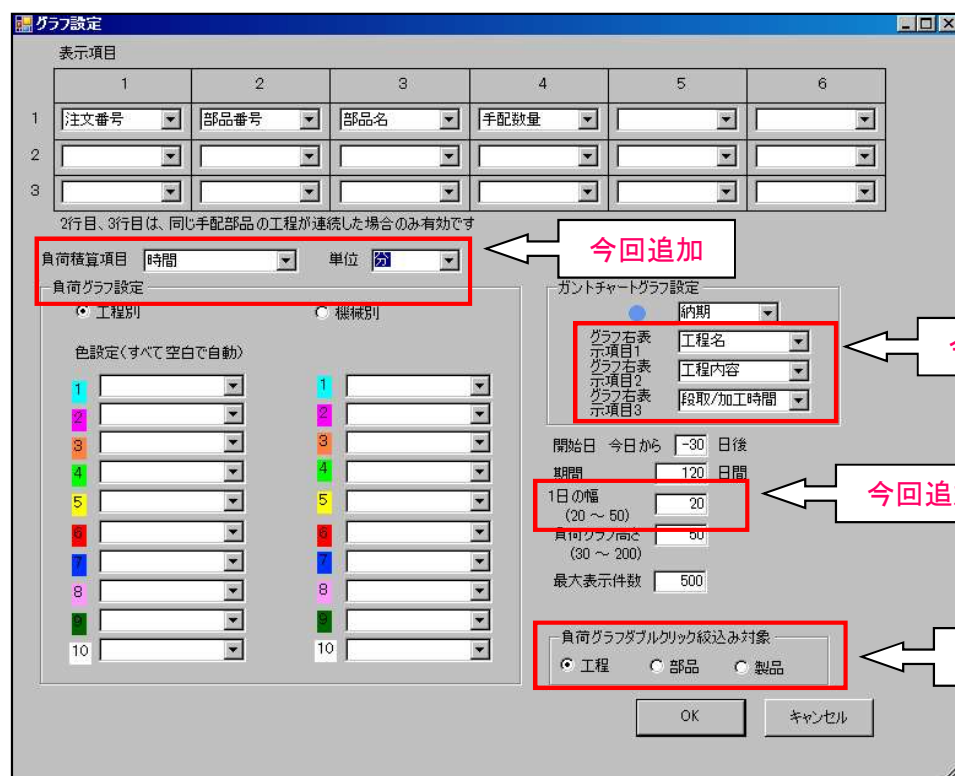 グラフ設定
表示項目
1 2 3 4 5 6
1 注文番号 部品番号 部品名 手配数量
2
3
2行目、3行目は、同じ手配部品の工程が連続した場合のみ有効です
今回追加
負荷積算項目 時間 単位 分
負荷グラフ設定
工程別 機械別
色設定(すべて空白で自動)
1 1
2 2
3 3
4 4
5 5
6 6
7 7
8 8
9 9
10 10
ガントチャートグラフ設定
納期
グラフ右表示項目1 工程名
グラフ右表示項目2 工程内容
グラフ右表示項目3 段取/加工時間
開始日 今日から -30 日後
期間 120 日間
1日の幅 20
(20 ～ 50)
今回追
負荷グラフ高さ 50
(30 ～ 200)
最大表示件数 500
負荷グラフダブルクリック絞込み対象
工程 部品 製品
OK キャンセル